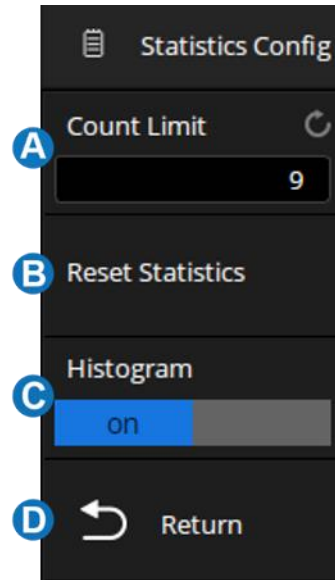 Statistics Config
A Count Limit
9
B Reset Statistics
Histogram
C on
D Return